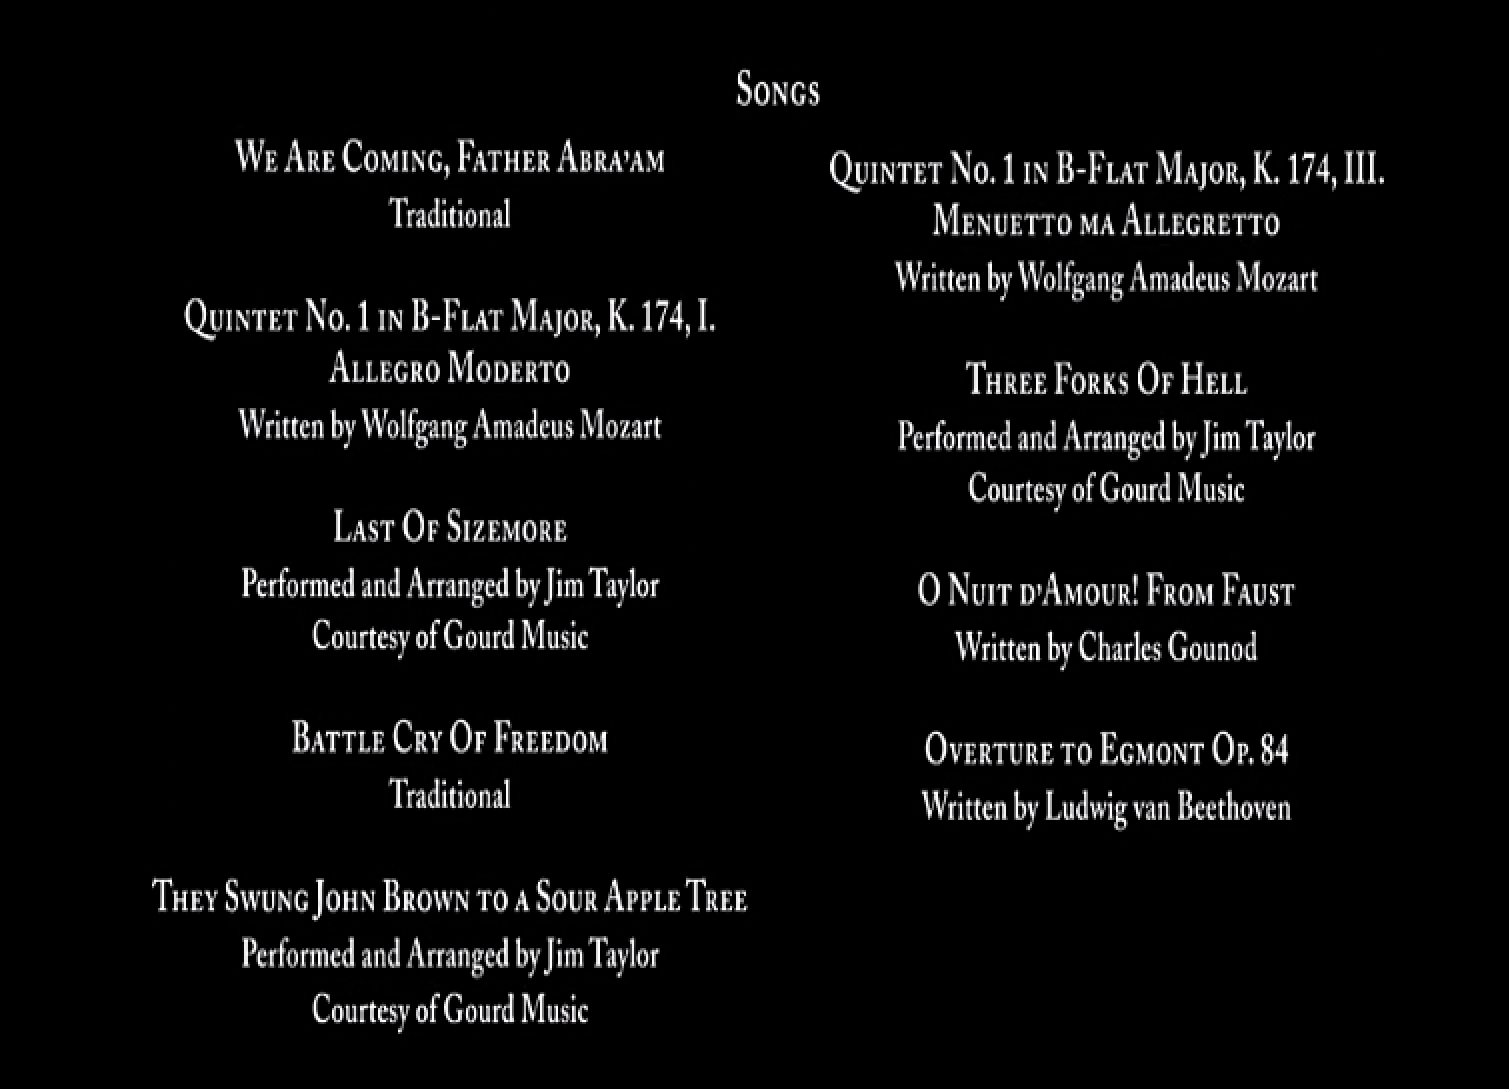 Songs
We Are Coming, Father Abra'am
Traditional
Quintet No. 1 in B-Flat Major, K. 174, I.
Allegro Moderto
Written by Wolfgang Amadeus Mozart
Last Of Sizemore
Performed and Arranged by Jim Taylor
Courtesy of Gourd Music
Battle Cry Of Freedom
Traditional
They Swung John Brown to a Sour Apple Tree
Performed and Arranged by Jim Taylor
Courtesy of Gourd Music
Quintet No. 1 in B-Flat Major, K. 174, III.
Menuetto ma Allegretto
Written by Wolfgang Amadeus Mozart
Three Forks Of Hell
Performed and Arranged by Jim Taylor
Courtesy of Gourd Music
O Nuit d'Amour! From Faust
Written by Charles Gounod
Overture to Egmont Op. 84
Written by Ludwig van Beethoven